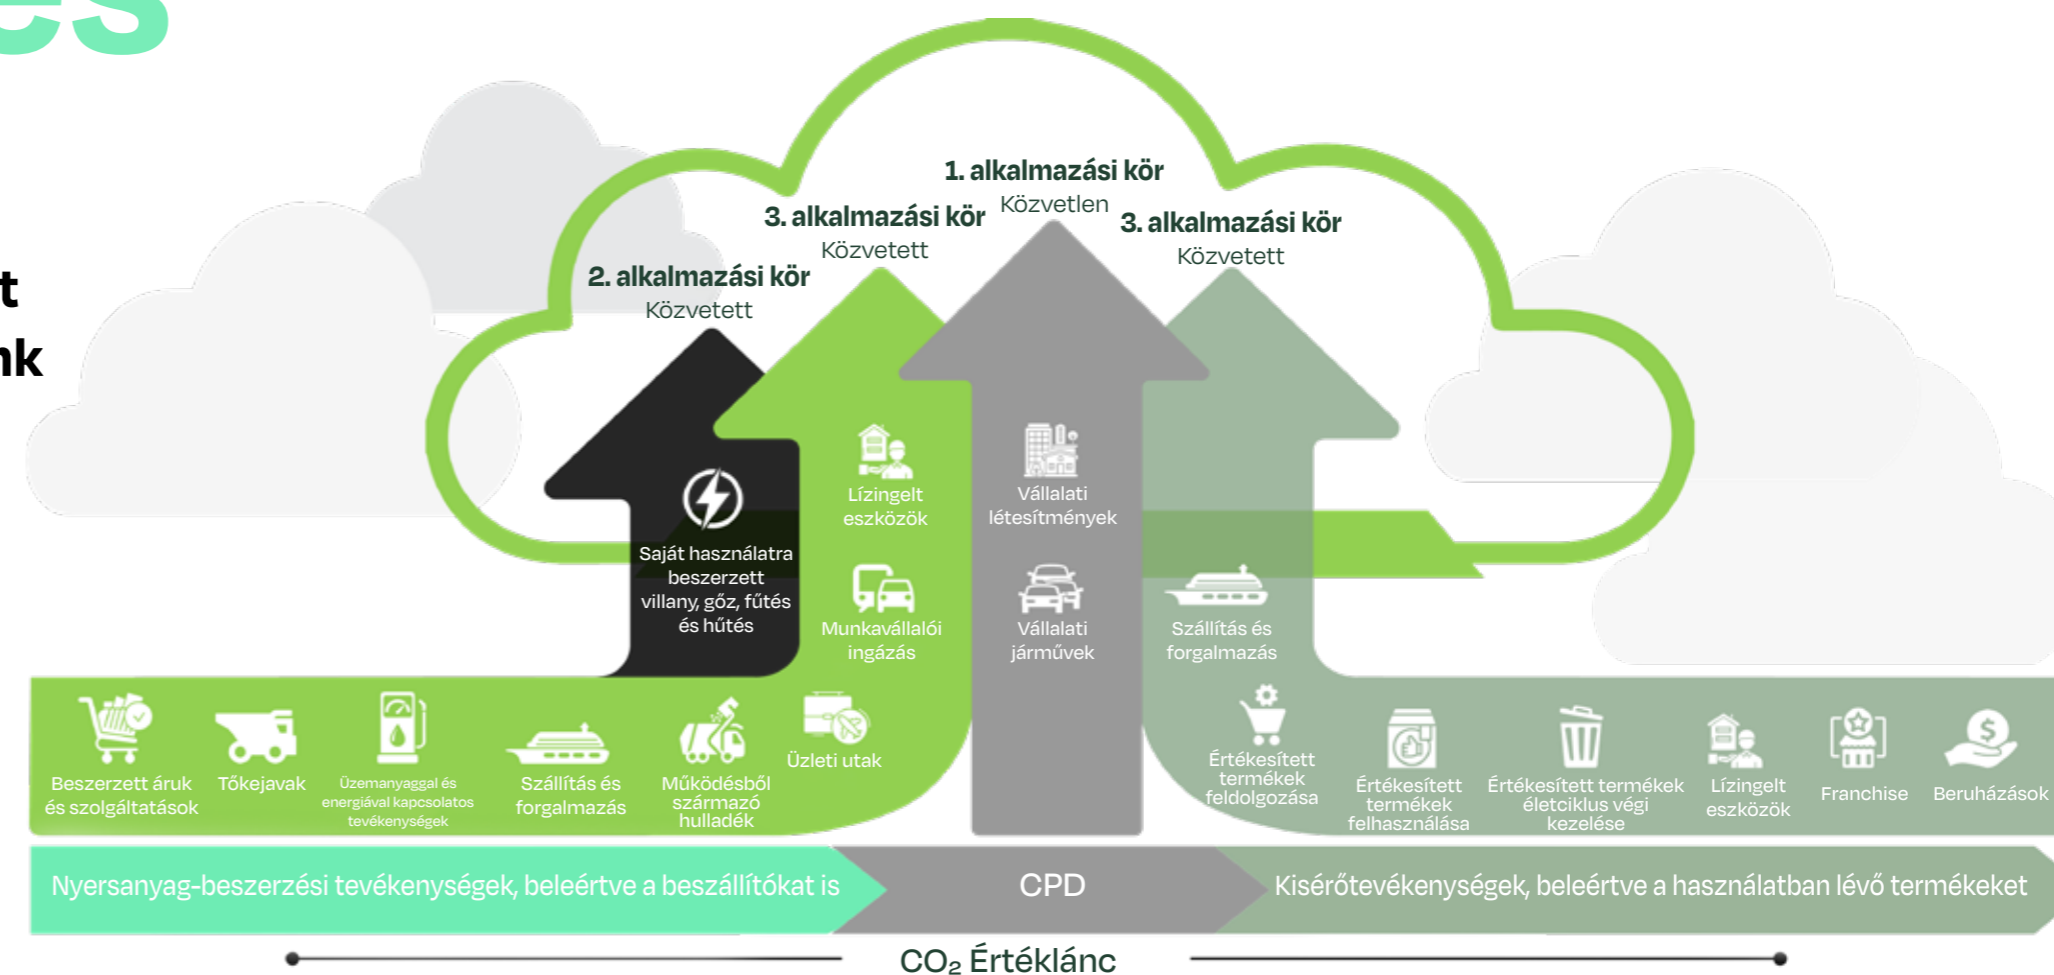 es
t
nk
1. alkalmazási kör
Közvetlen
3. alkalmazási kör
Közvetett
3. alkalmazási kör
Közvetett
2. alkalmazási kör
Közvetett
Saját használatra
beszerzett
villany, gőz, fűtés
és hűtés
Lízingelt
eszközök
Munkavállalói
ingázás
Vállalati
létesítmények
Vállalati
járművek
Szállítás és
forgalmazás
Beszerzett áruk
és szolgáltatások
Tőkejavak
Üzemanyaggal és
energiával kapcsolatos
tevékenységek
Szállítás és
forgalmazás
Működésből
származó
hulladék
Üzleti utak
Értékesített
termékek
feldolgozása
Értékesített
termékek
felhasználása
Értékesített termékek
életciklus végi
kezelése
Lízingelt
eszközök
Franchise
Beruházások
Nyersanyag-beszerzési tevékenységek, beleértve a beszállítókat is
CPD
Kisérőtevékenységek, beleértve a használatban lévő termékeket
CO₂ Értéklánc